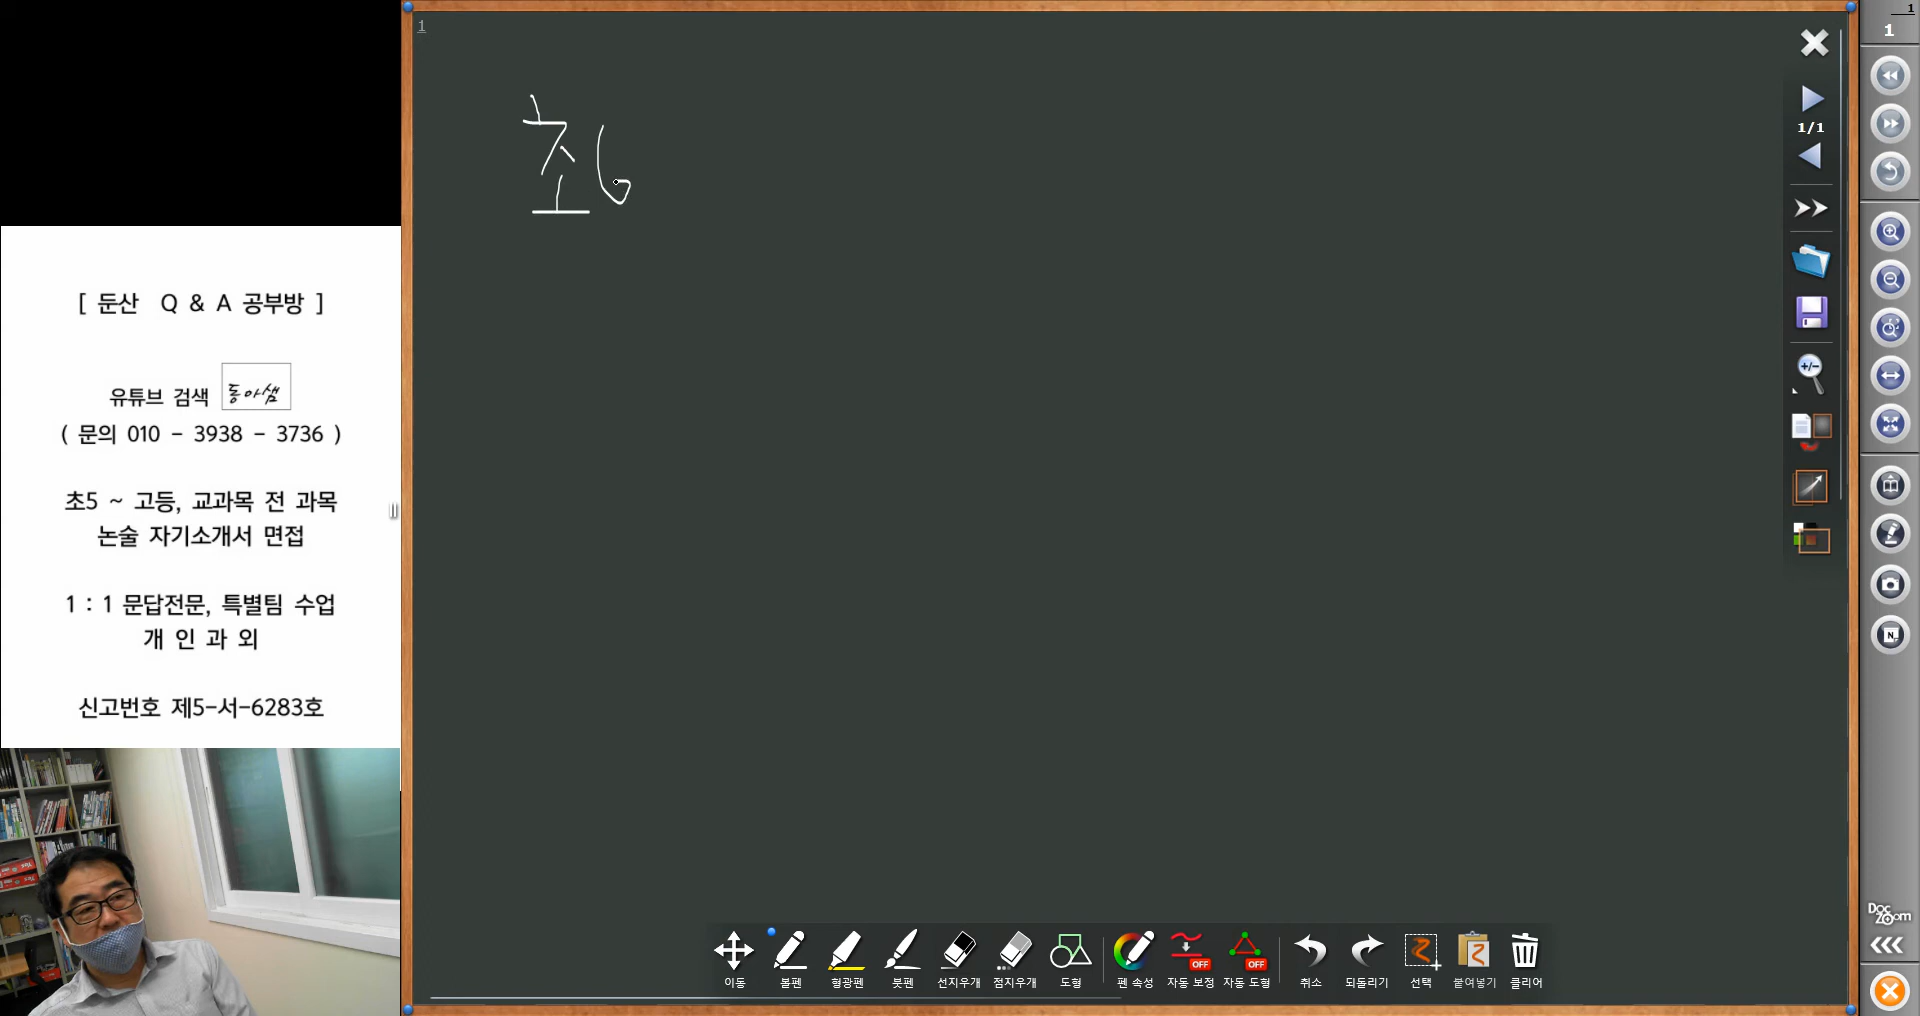 1
초6
[ 둔산 Q & A 공부방 ]
유튜브 검색 동아샘
( 문의 010 - 3938 - 3736 )
초5 ~ 고등, 교과목 전 과목
논술 자기소개서 면접
1 : 1 문답전문, 특별팀 수업
개 인 과 외
신고번호 제5-서-6283호
1/1
+/-
1
1
N
Doc Zoom
OFF OFF
이동 볼펜 형광펜 붓펜 선지우개 점지우개 도형 펜 속성 자동 보정 자동 도형 취소 되돌리기 선택 붙여넣기 클리어